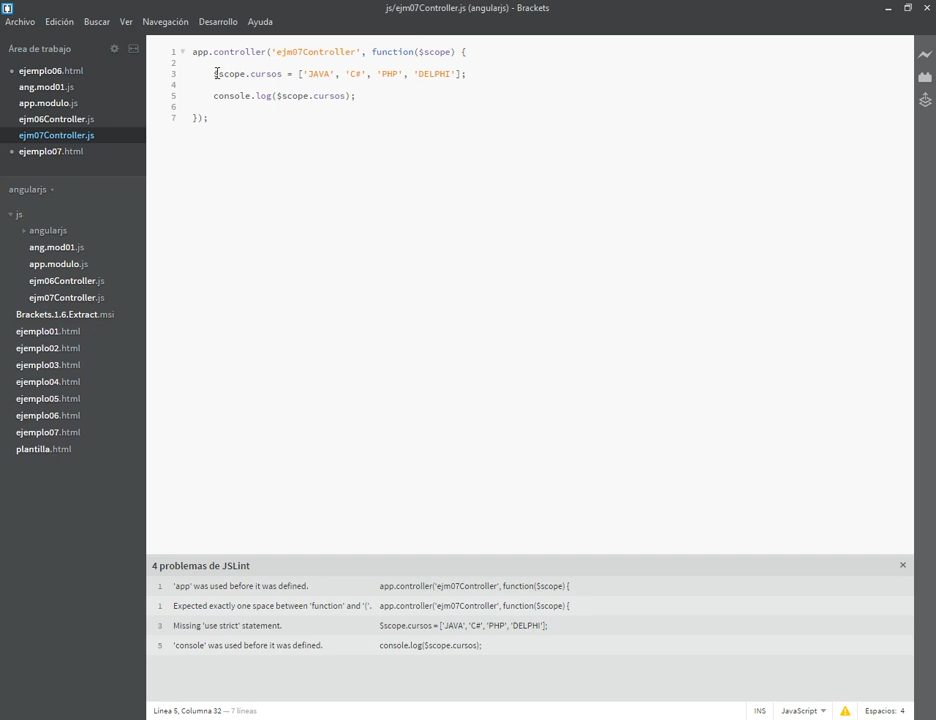 js/ejm07Controller.js (angularjs) - Brackets
Archivo Edición Buscar Ver Navegación Desarrollo Ayuda
Área de trabajo
ejemplo06.html
ang.mod01.js
app.modulo.js
ejm06Controller.js
ejm07Controller.js
ejemplo07.html
angularjs
js
angularjs
ang.mod01.js
app.modulo.js
ejm06Controller.js
ejm07Controller.js
Brackets.1.6.Extract.msi
ejemplo01.html
ejemplo02.html
ejemplo03.html
ejemplo04.html
ejemplo05.html
ejemplo06.html
ejemplo07.html
plantilla.html
1 app.controller('ejm07Controller', function($scope) {
2
3 $scope.cursos = ['JAVA', 'C#', 'PHP', 'DELPHI'];
4
5 console.log($scope.cursos);
6
7 });
4 problemas de JSLint
1 'app' was used before it was defined. app.controller('ejm07Controller', function($scope) {
1 Expected exactly one space between 'function' and '('. app.controller('ejm07Controller', function($scope) {
3 Missing 'use strict' statement. $scope.cursos = ['JAVA', 'C#', 'PHP', 'DELPHI'];
5 'console' was used before it was defined. console.log($scope.cursos);
Línea 5, Columna 32 — 7 líneas INS JavaScript Espacios: 4